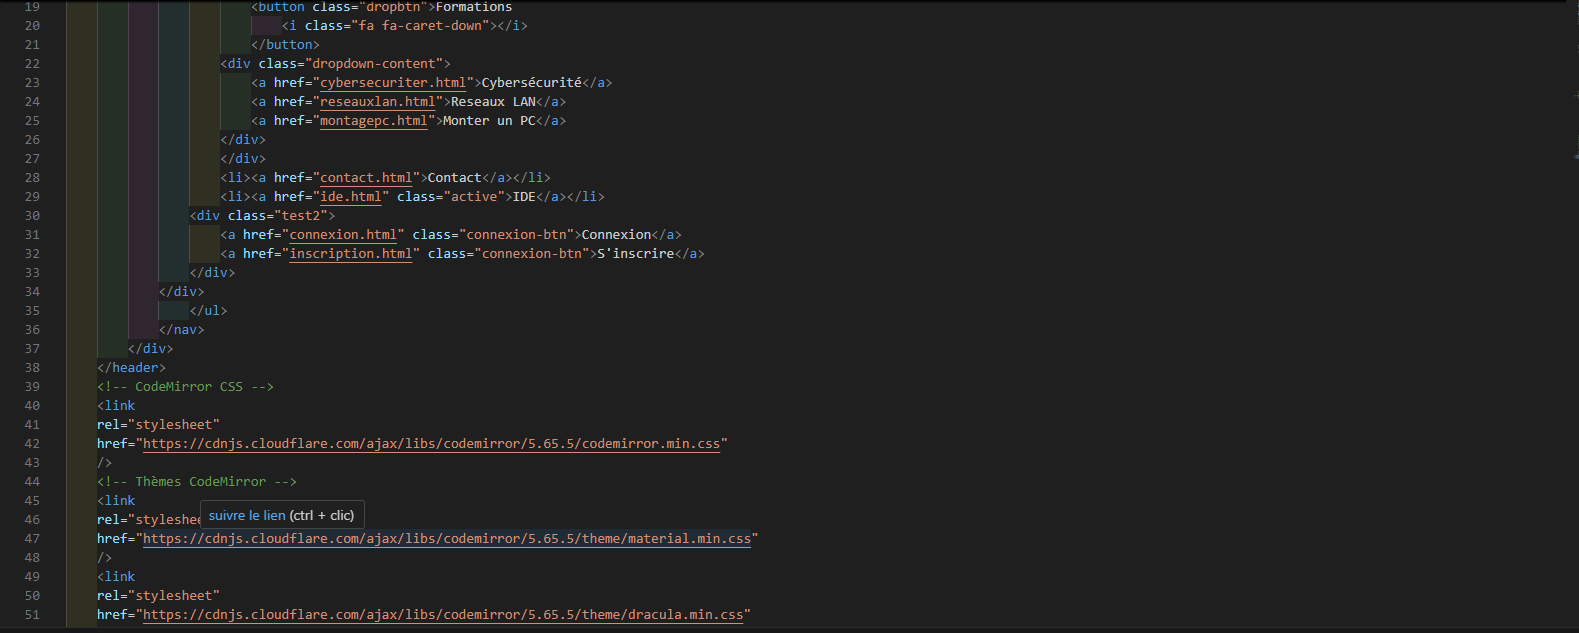 19 <button class="dropbtn">Formations
20 <i class="fa fa-caret-down"></i>
21 </button>
22 <div class="dropdown-content">
23 <a href="cybersecuriter.html">Cybersécurité</a>
24 <a href="reseauxlan.html">Reseaux LAN</a>
25 <a href="montagepc.html">Monter un PC</a>
26 </div>
27 </div>
28 <li><a href="contact.html">Contact</a></li>
29 <li><a href="ide.html" class="active">IDE</a></li>
30 <div class="test2">
31 <a href="connexion.html" class="connexion-btn">Connexion</a>
32 <a href="inscription.html" class="connexion-btn">S'inscrire</a>
33 </div>
34 </div>
35 </ul>
36 </nav>
37 </div>
38 </header>
39 <!-- CodeMirror CSS -->
40 <link
41 rel="stylesheet"
42 href="https://cdnjs.cloudflare.com/ajax/libs/codemirror/5.65.5/codemirror.min.css"
43 />
44 <!-- Thèmes CodeMirror -->
45 <link
46 rel="styleshee
suivre le lien (ctrl + clic)
47 href="https://cdnjs.cloudflare.com/ajax/libs/codemirror/5.65.5/theme/material.min.css"
48 />
49 <link
50 rel="stylesheet"
51 href="https://cdnjs.cloudflare.com/ajax/libs/codemirror/5.65.5/theme/dracula.min.css"